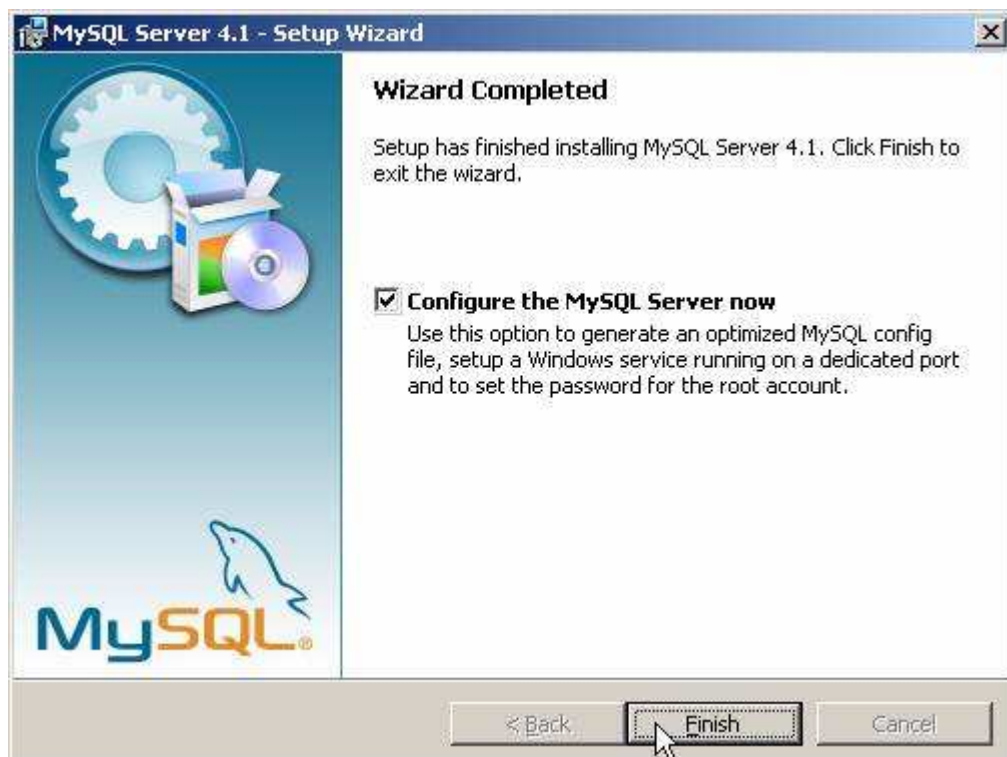 MySQL Server 4.1 - Setup Wizard
Wizard Completed
Setup has finished installing MySQL Server 4.1. Click Finish to
exit the wizard.
Configure the MySQL Server now
Use this option to generate an optimized MySQL config
file, setup a Windows service running on a dedicated port
and to set the password for the root account.
MySQL®
< Back
Finish
Cancel